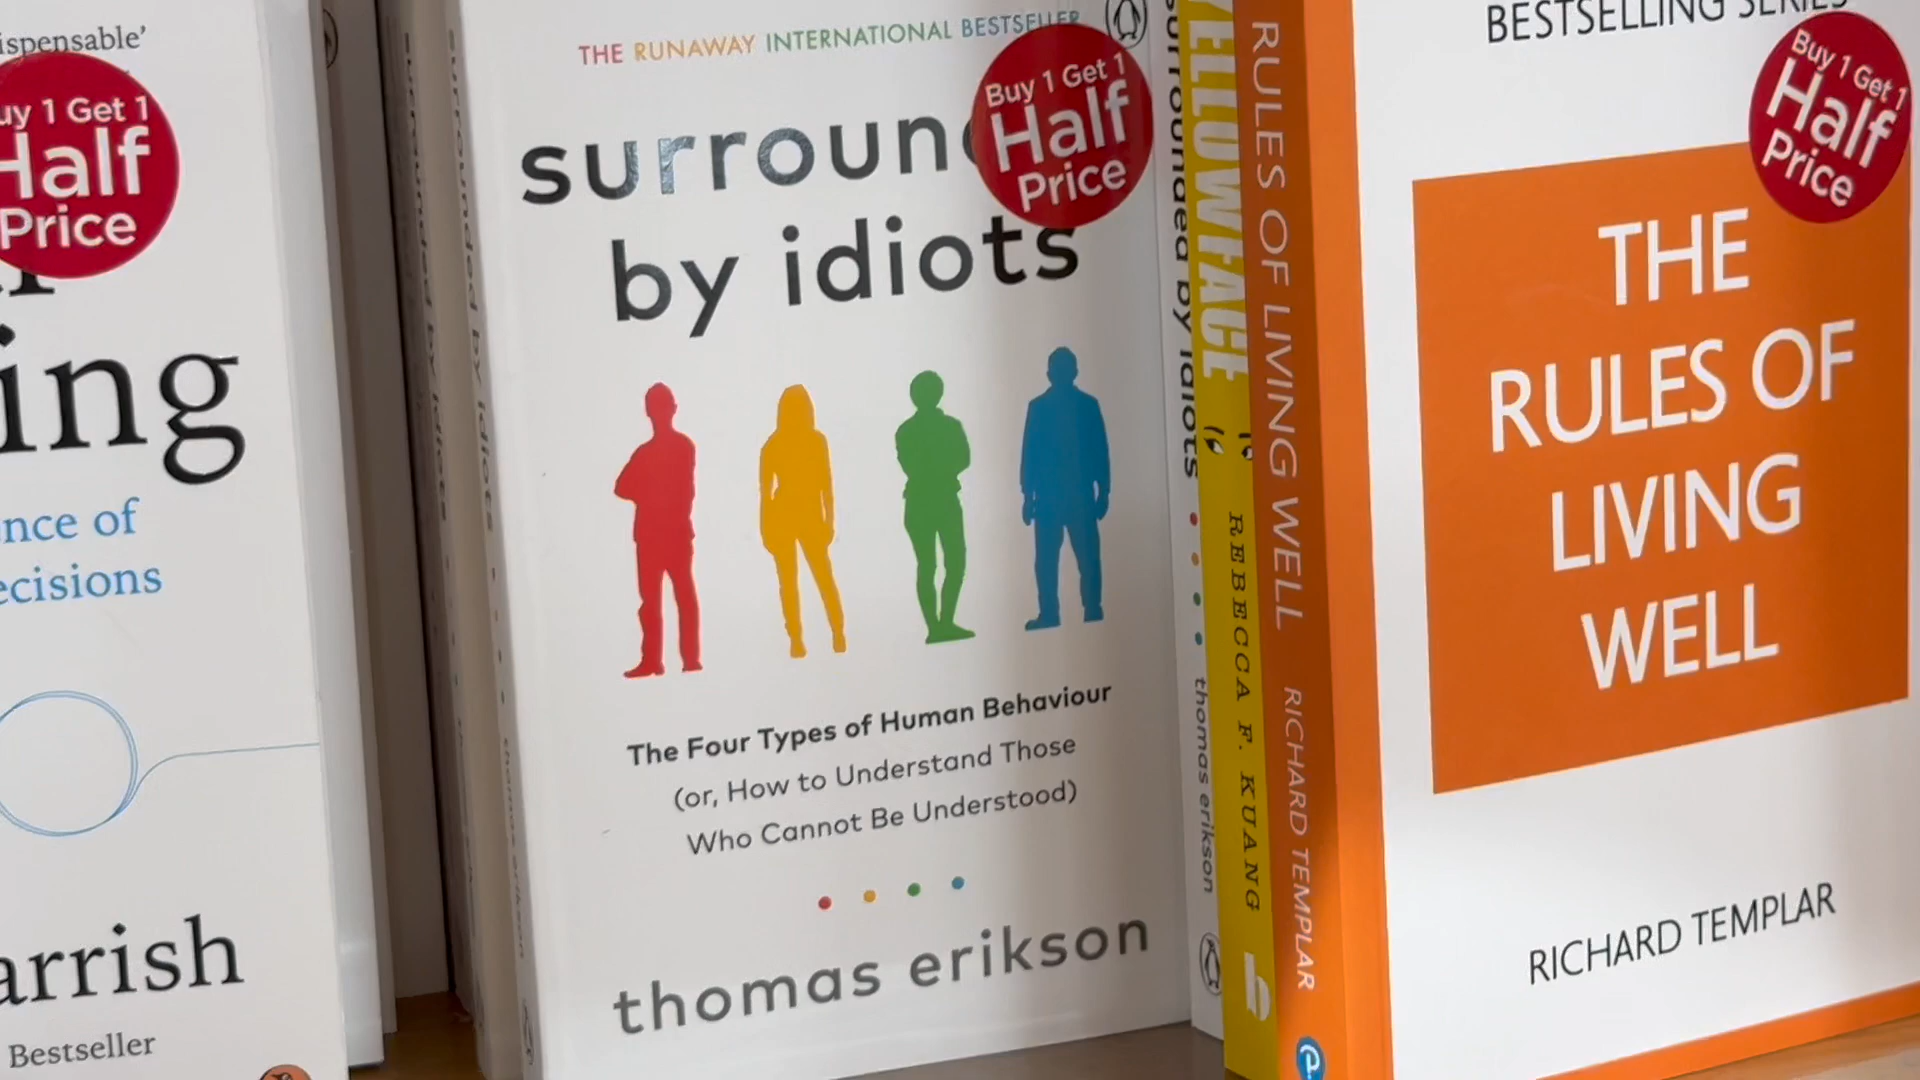 ispensable'
uy 1 Get 1
Half
Price
ing
nce of
ecisions
arrish
Bestseller
surrounded by idiots
THE RUNAWAY INTERNATIONAL BESTSELLER
Buy 1 Get 1
Half
Price
surroun
by idiots
The Four Types of Human Behaviour
(or, How to Understand Those
Who Cannot Be Understood)
thomas erikson
surrounded by idiots thomas erikson
YELLOWFACE REBECCA F. KUANG
RULES OF LIVING WELL RICHARD TEMPLAR
BESTSELLING SERIES
Buy 1 Get 1
Half
Price
THE
RULES OF
LIVING
WELL
RICHARD TEMPLAR